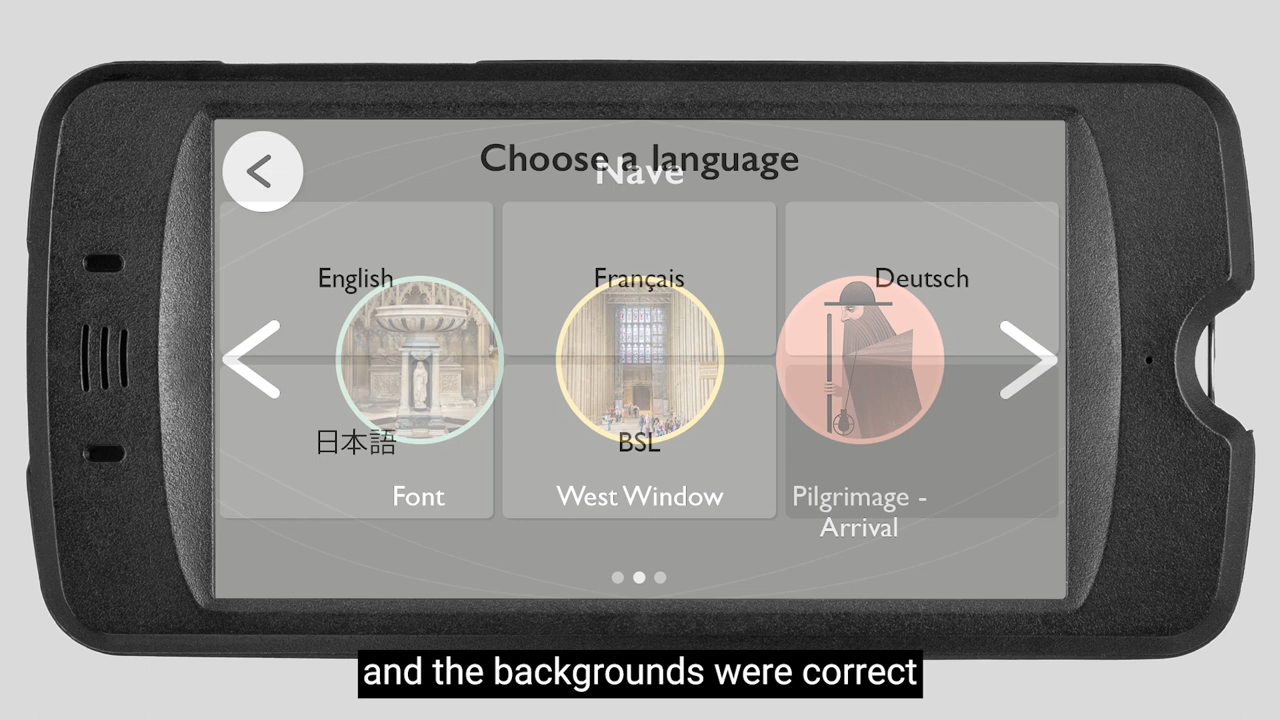 Choose a language
Nave
English
Français
Deutsch
日本語
BSL
Font
West Window
Pilgrimage -
Arrival
and the backgrounds were correct